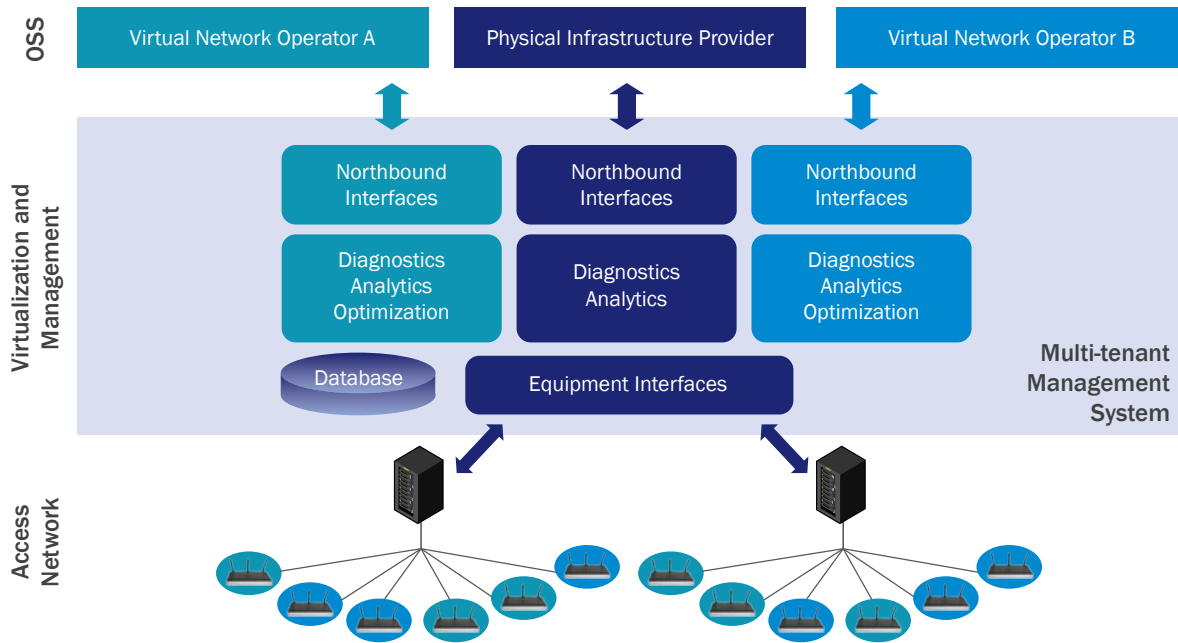 OSS
Virtual Network Operator A
Physical Infrastructure Provider
Virtual Network Operator B
Virtualization and
Management
Northbound
Interfaces
Northbound
Interfaces
Northbound
Interfaces
Diagnostics
Analytics
Optimization
Diagnostics
Analytics
Diagnostics
Analytics
Optimization
Database
Equipment Interfaces
Multi-tenant
Management
System
Access
Network